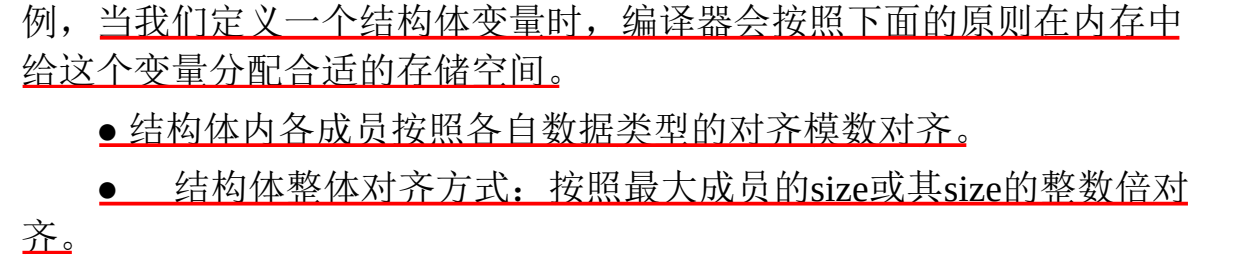 例，当我们定义一个结构体变量时，编译器会按照下面的原则在内存中
给这个变量分配合适的存储空间。
● 结构体内各成员按照各自数据类型的对齐模数对齐。
● 结构体整体对齐方式：按照最大成员的size或其size的整数倍对
齐。